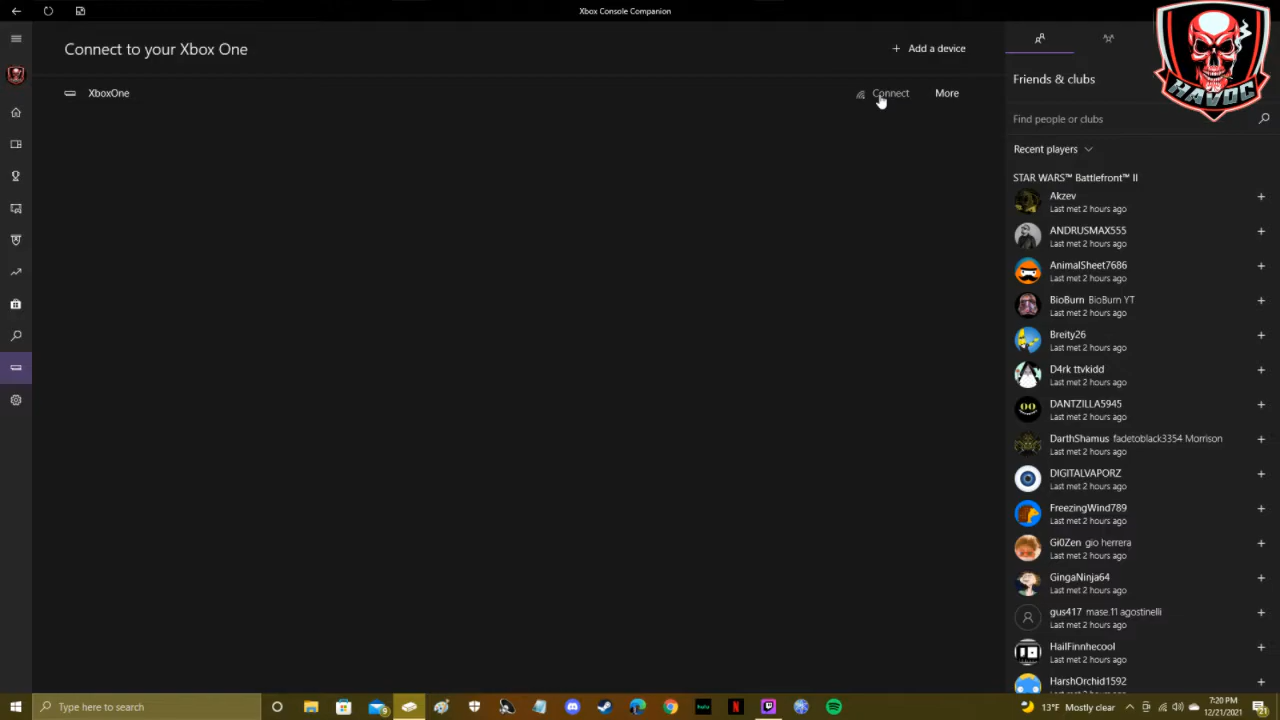 Xbox Console Companion
Connect to your Xbox One
+ Add a device
XboxOne
Connect
More
HAVOC
Friends & clubs
Find people or clubs
Recent players
STAR WARS™ Battlefront™ II
Akzev
Last met 2 hours ago
ANDRUSMAX555
Last met 2 hours ago
AnimalSheet7686
Last met 2 hours ago
BioBurn BioBurn YT
Last met 2 hours ago
Breity26
Last met 2 hours ago
D4rk ttvkidd
Last met 2 hours ago
DANTZILLA5945
Last met 2 hours ago
DarthShamus fadetoblack3354 Morrison
Last met 2 hours ago
DIGITALVAPORZ
Last met 2 hours ago
FreezingWind789
Last met 2 hours ago
Gi0Zen gio herrera
Last met 2 hours ago
GingaNinja64
Last met 2 hours ago
gus417 mase.11 agostinelli
Last met 2 hours ago
HailFinnhecool
Last met 2 hours ago
HarshOrchid1592
Type here to search
9
hulu
N
13°F Mostly clear
7:20 PM
12/21/2021
21